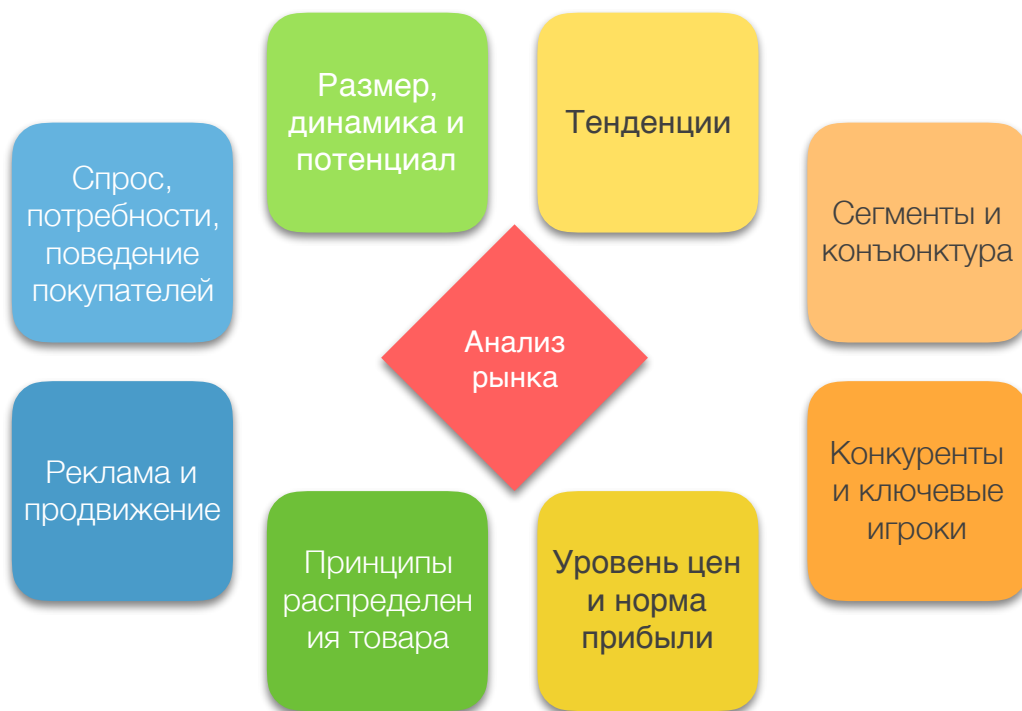 Размер,
динамика и
потенциал
Тенденции
Спрос,
потребности,
поведение
покупателей
Сегменты и
конъюнктура
Анализ
рынка
Реклама и
продвижение
Конкуренты
и ключевые
игроки
Принципы
распределен
ия товара
Уровень цен
и норма
прибыли